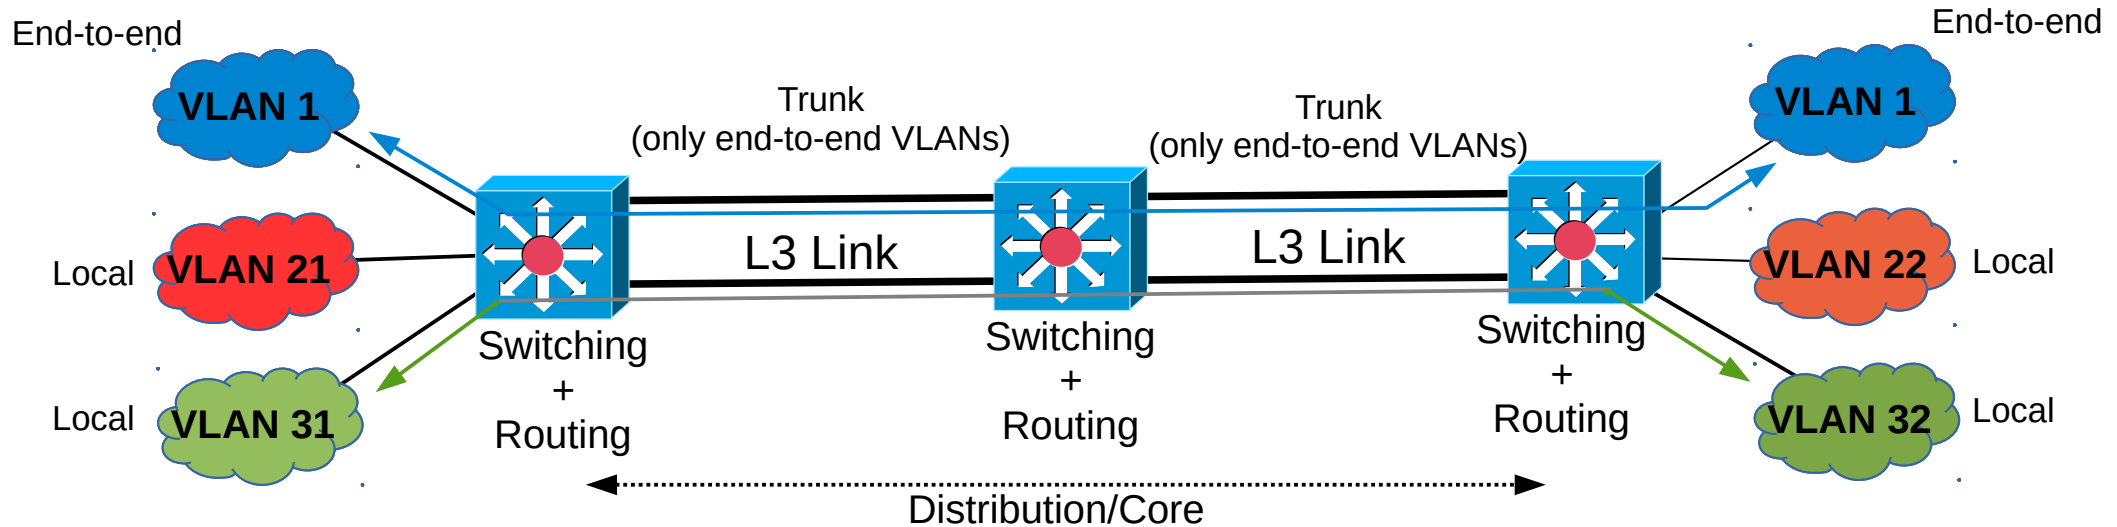 End-to-end
End-to-end
VLAN 1
Trunk
(only end-to-end VLANs)
Trunk
(only end-to-end VLANs)
VLAN 1
Local
VLAN 21
L3 Link
L3 Link
VLAN 22
Local
Local
VLAN 31
Switching
+
Routing
Switching
+
Routing
Switching
+
Routing
VLAN 32
Local
Distribution/Core